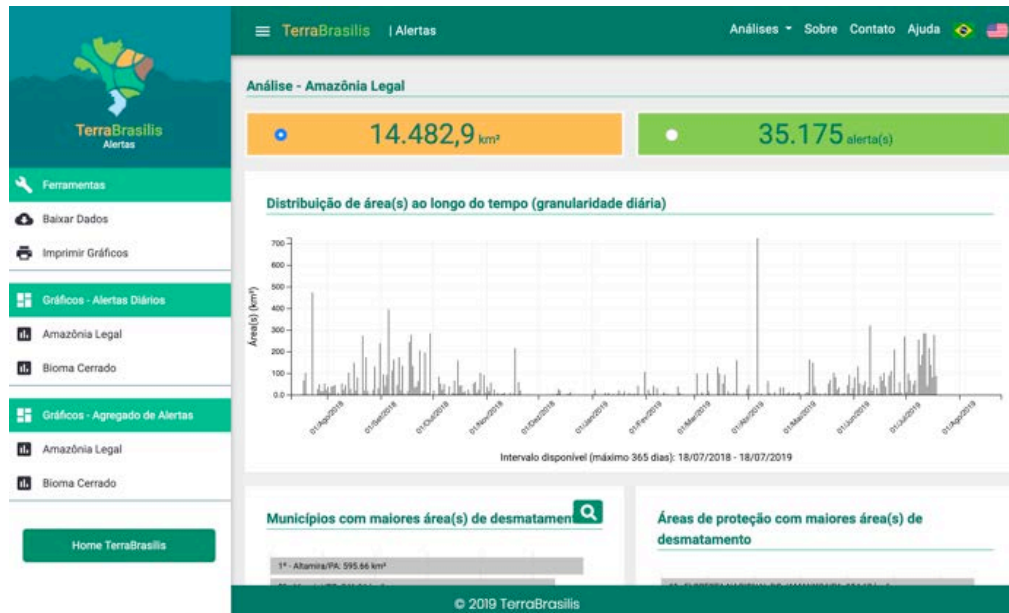 TerraBrasilis
Alertas
Ferramentas
Baixar Dados
Imprimir Gráficos
Gráficos - Alertas Diários
Amazônia Legal
Bioma Cerrado
Gráficos - Agregado de Alertas
Amazônia Legal
Bioma Cerrado
Home TerraBrasilis
TerraBrasilis | Alertas
Análises Sobre Contato Ajuda
Análise - Amazônia Legal
14.482,9 km²
35.175 alerta(s)
Distribuição de área(s) ao longo do tempo (granularidade diária)
Área(s) (km²)
700
600
500
400
300
200
100
0.0
01/Ago/2018
01/Set/2018
01/Out/2018
01/Nov/2018
01/Dez/2018
01/Jan/2019
01/Fev/2019
01/Mar/2019
01/Abr/2019
01/Mai/2019
01/Jun/2019
01/Jul/2019
01/Ago/2019
Intervalo disponível (máximo 365 dias): 18/07/2018 - 18/07/2019
Municípios com maiores área(s) de desmatamen
1º - Altamira/PA: 595.66 km²
Áreas de proteção com maiores área(s) de
desmatamento
© 2019 TerraBrasilis